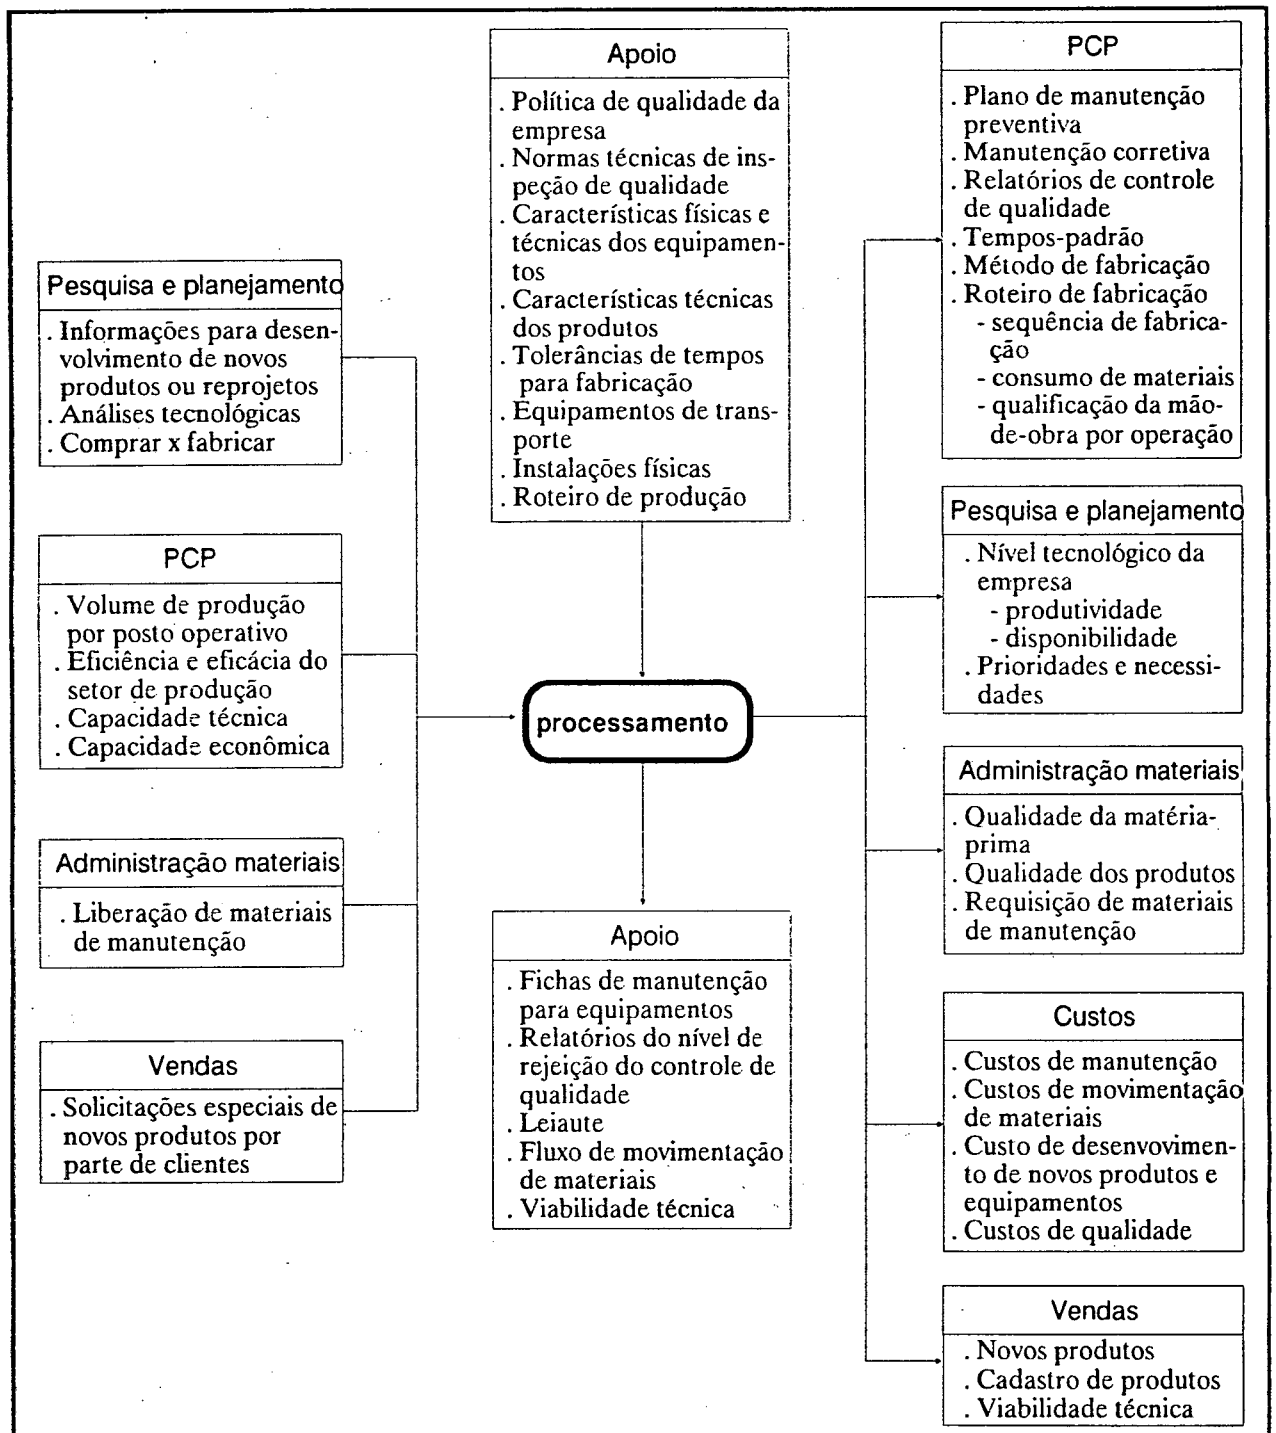 Pesquisa e planejamento
. Informações para desen-
volvimento de novos
produtos ou reprojetos
. Análises tecnológicas
. Comprar x fabricar
PCP
. Volume de produção
por posto operativo
. Eficiência e eficácia do
setor de produção
. Capacidade técnica
. Capacidade econômica
Administração materiais
. Liberação de materiais
de manutenção
Vendas
. Solicitações especiais de
novos produtos por
parte de clientes
Apoio
. Política de qualidade da
empresa
. Normas técnicas de ins-
peção de qualidade
. Características físicas e
técnicas dos equipamen-
tos
. Características técnicas
dos produtos
. Tolerâncias de tempos
para fabricação
. Equipamentos de trans-
porte
. Instalações físicas
. Roteiro de produção
processamento
Apoio
. Fichas de manutenção
para equipamentos
. Relatórios do nível de
rejeição do controle de
qualidade
. Leiaute
. Fluxo de movimentação
de materiais
. Viabilidade técnica
PCP
. Plano de manutenção
preventiva
. Manutenção corretiva
. Relatórios de controle
de qualidade
. Tempos-padrão
. Método de fabricação
. Roteiro de fabricação
- sequência de fabrica-
ção
- consumo de materiais
- qualificação da mão-
de-obra por operação
Pesquisa e planejamento
. Nível tecnológico da
empresa
- produtividade
- disponibilidade
. Prioridades e necessi-
dades
Administração materiais
. Qualidade da matéria-
prima
. Qualidade dos produtos
. Requisição de materiais
de manutenção
Custos
. Custos de manutenção
. Custos de movimentação
de materiais
. Custo de desenvovimen-
to de novos produtos e
equipamentos
. Custos de qualidade
Vendas
. Novos produtos
. Cadastro de produtos
. Viabilidade técnica